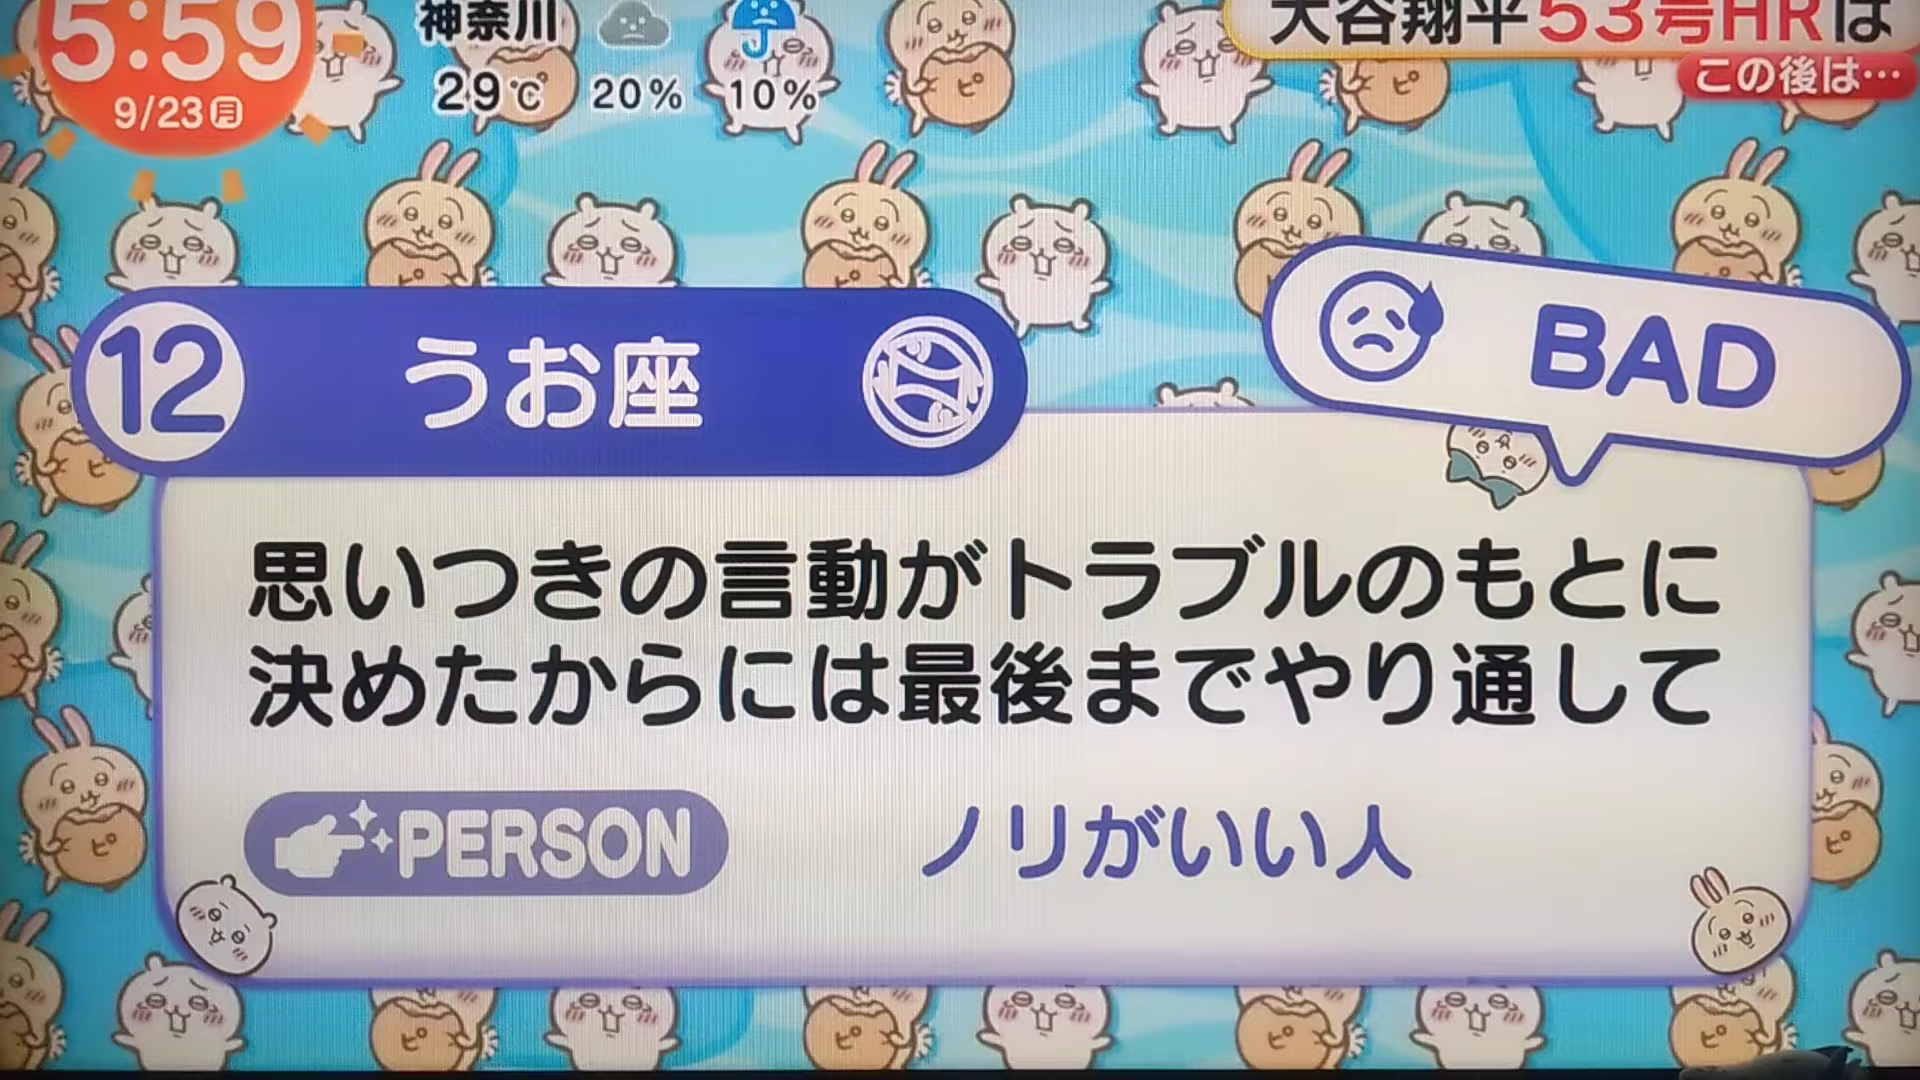 5:59
9/23月
神奈川
29℃ 20% 10%
大谷翔平53号HRは
この後は…
12 うお座
BAD
思いつきの言動がトラブルのもとに
決めたからには最後までやり通して
PERSON ノリがいい人
ピ